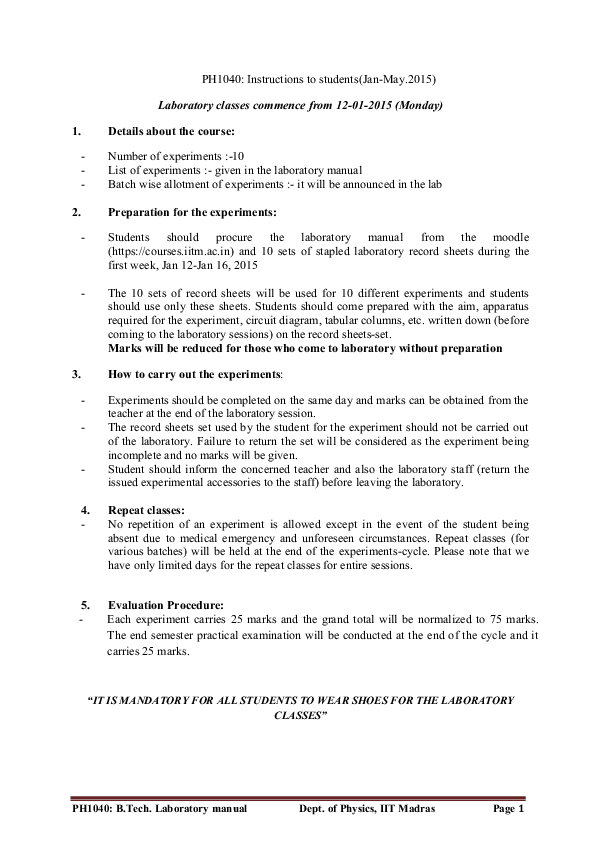 PH1040: Instructions to students(Jan-May.2015)
Laboratory classes commence from 12-01-2015 (Monday)
1. Details about the course:
- Number of experiments :-10
- List of experiments :- given in the laboratory manual
- Batch wise allotment of experiments :- it will be announced in the lab
2. Preparation for the experiments:
- Students should procure the laboratory manual from the moodle
(https://courses.iitm.ac.in) and 10 sets of stapled laboratory record sheets during the
first week, Jan 12-Jan 16, 2015
- The 10 sets of record sheets will be used for 10 different experiments and students
should use only these sheets. Students should come prepared with the aim, apparatus
required for the experiment, circuit diagram, tabular columns, etc. written down (before
coming to the laboratory sessions) on the record sheets-set.
Marks will be reduced for those who come to laboratory without preparation
3. How to carry out the experiments:
- Experiments should be completed on the same day and marks can be obtained from the
teacher at the end of the laboratory session.
- The record sheets set used by the student for the experiment should not be carried out
of the laboratory. Failure to return the set will be considered as the experiment being
incomplete and no marks will be given.
- Student should inform the concerned teacher and also the laboratory staff (return the
issued experimental accessories to the staff) before leaving the laboratory.
4. Repeat classes:
- No repetition of an experiment is allowed except in the event of the student being
absent due to medical emergency and unforeseen circumstances. Repeat classes (for
various batches) will be held at the end of the experiments-cycle. Please note that we
have only limited days for the repeat classes for entire sessions.
5. Evaluation Procedure:
- Each experiment carries 25 marks and the grand total will be normalized to 75 marks.
The end semester practical examination will be conducted at the end of the cycle and it
carries 25 marks.
“IT IS MANDATORY FOR ALL STUDENTS TO WEAR SHOES FOR THE LABORATORY
CLASSES”
PH1040: B.Tech. Laboratory manual Dept. of Physics, IIT Madras Page 1